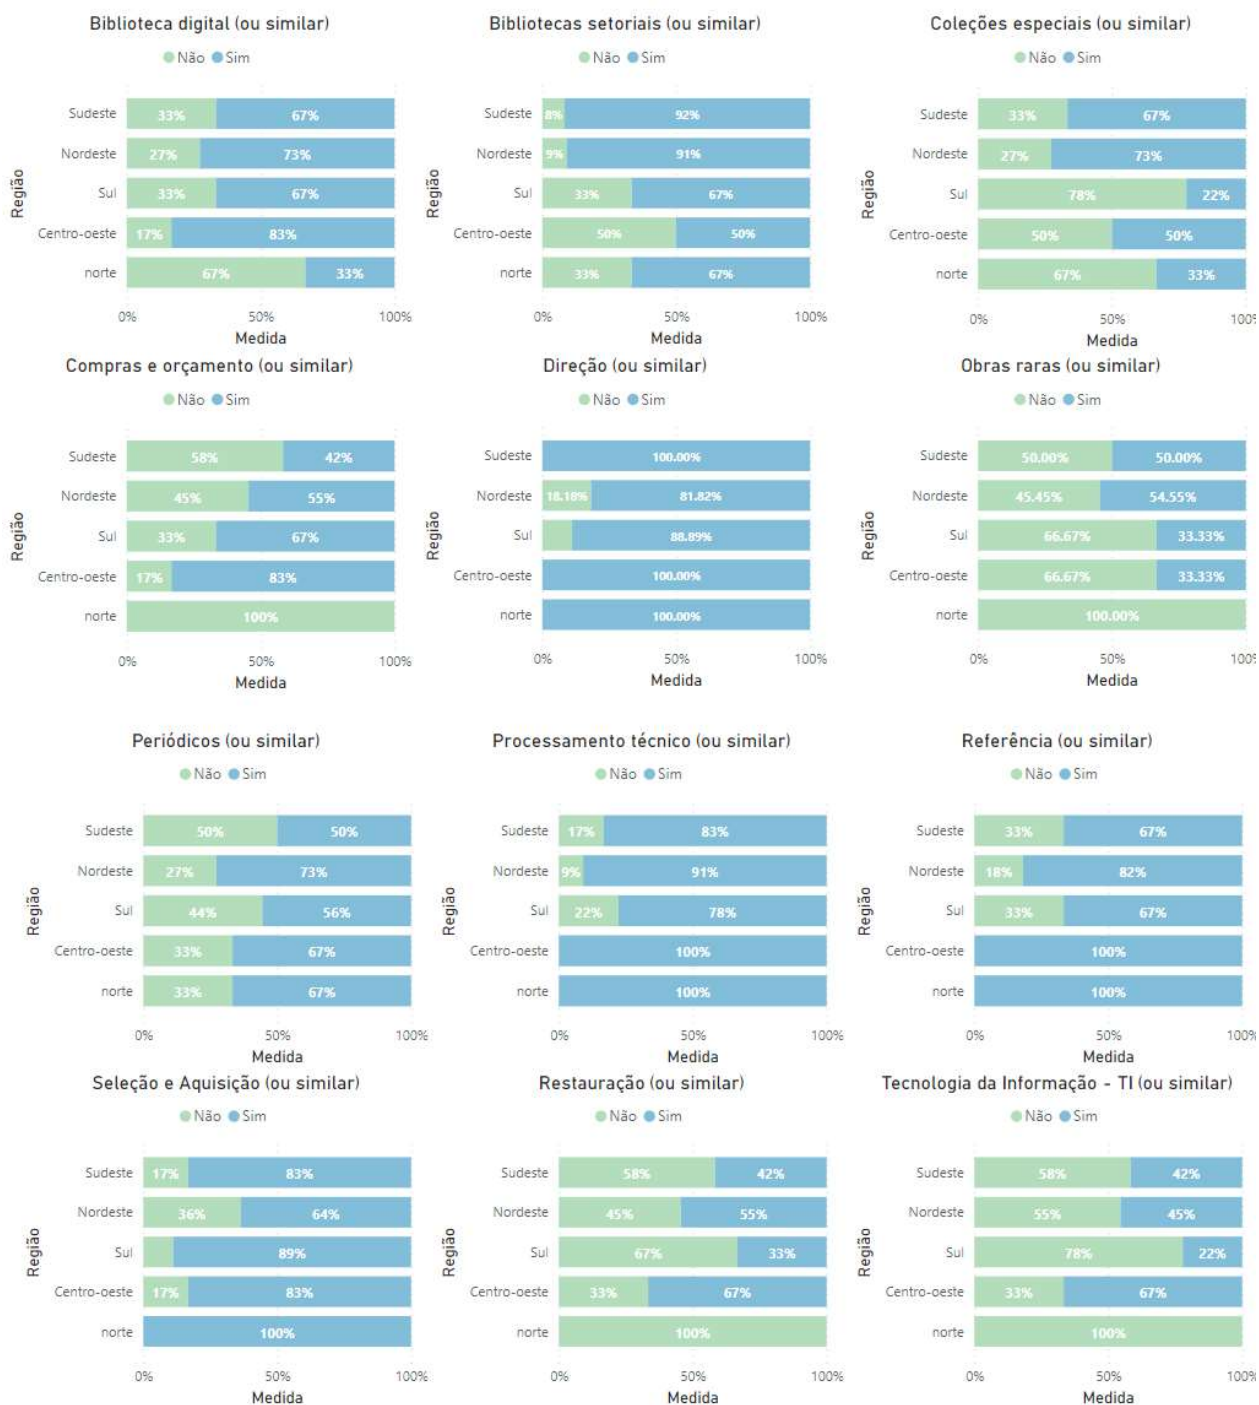 Biblioteca digital (ou similar)
Não Sim
Região
Sudeste 33% 67%
Nordeste 27% 73%
Sul 33% 67%
Centro-oeste 17% 83%
norte 67% 33%
0% 50% 100%
Medida
Bibliotecas setoriais (ou similar)
Não Sim
Região
Sudeste 8% 92%
Nordeste 9% 91%
Sul 33% 67%
Centro-oeste 50% 50%
norte 33% 67%
0% 50% 100%
Medida
Coleções especiais (ou similar)
Não Sim
Região
Sudeste 33% 67%
Nordeste 27% 73%
Sul 78% 22%
Centro-oeste 50% 50%
norte 67% 33%
0% 50% 100%
Medida
Compras e orçamento (ou similar)
Não Sim
Região
Sudeste 58% 42%
Nordeste 45% 55%
Sul 33% 67%
Centro-oeste 17% 83%
norte 100%
0% 50% 100%
Medida
Direção (ou similar)
Não Sim
Região
Sudeste 100.00%
Nordeste 18.18% 81.82%
Sul 88.89%
Centro-oeste 100.00%
norte 100.00%
0% 50% 100%
Medida
Obras raras (ou similar)
Não Sim
Região
Sudeste 50.00% 50.00%
Nordeste 45.45% 54.55%
Sul 66.67% 33.33%
Centro-oeste 66.67% 33.33%
norte 100.00%
0% 50% 100%
Medida
Periódicos (ou similar)
Não Sim
Região
Sudeste 50% 50%
Nordeste 27% 73%
Sul 44% 56%
Centro-oeste 33% 67%
norte 33% 67%
0% 50% 100%
Medida
Processamento técnico (ou similar)
Não Sim
Região
Sudeste 17% 83%
Nordeste 9% 91%
Sul 22% 78%
Centro-oeste 100%
norte 100%
0% 50% 100%
Medida
Referência (ou similar)
Não Sim
Região
Sudeste 33% 67%
Nordeste 18% 82%
Sul 33% 67%
Centro-oeste 100%
norte 100%
0% 50% 100%
Medida
Seleção e Aquisição (ou similar)
Não Sim
Região
Sudeste 17% 83%
Nordeste 36% 64%
Sul 89%
Centro-oeste 17% 83%
norte 100%
0% 50% 100%
Medida
Restauração (ou similar)
Não Sim
Região
Sudeste 58% 42%
Nordeste 45% 55%
Sul 67% 33%
Centro-oeste 33% 67%
norte 100%
0% 50% 100%
Medida
Tecnologia da Informação - TI (ou similar)
Não Sim
Região
Sudeste 58% 42%
Nordeste 55% 45%
Sul 78% 22%
Centro-oeste 33% 67%
norte 100%
0% 50% 100%
Medida